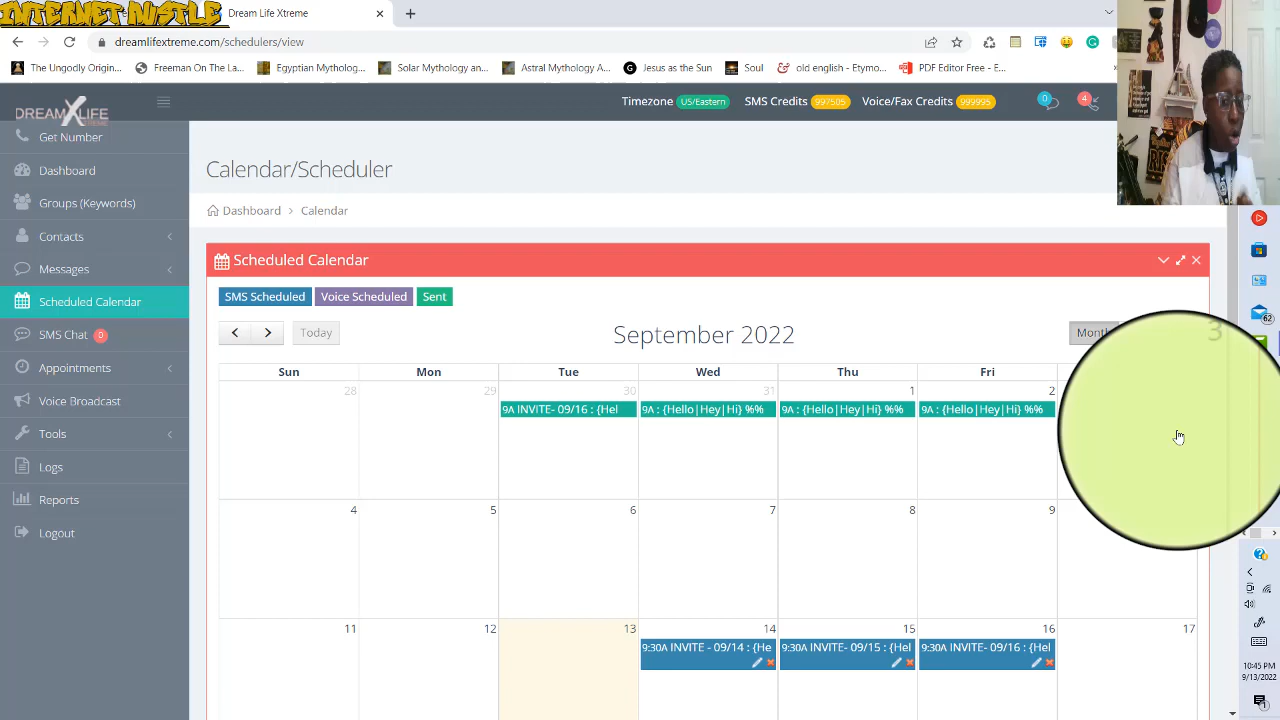 INTERNET HUSTLE
Dream Life Xtreme
dreamlifextreme.com/schedulers/view
The Ungodly Origin... Freeman On The La... Egyptian Mytholog... Solar Mythology an... Astral Mythology A... Jesus as the Sun Soul old english - Etymo... PDF Editor Free - E...
Timezone US/Eastern SMS Credits 997505 Voice/Fax Credits 999995 0 4
DREAM X LIFE
Get Number
Dashboard
Groups (Keywords)
Contacts
Messages
Scheduled Calendar
SMS Chat 0
Appointments
Voice Broadcast
Tools
Logs
Reports
Logout
Calendar/Scheduler
Dashboard > Calendar
Scheduled Calendar
SMS Scheduled Voice Scheduled Sent
Today September 2022 Month
Sun Mon Tue Wed Thu Fri
28 29 30 31 1 2 3
9A INVITE- 09/16 : {Hel 9A : {Hello|Hey|Hi} %% 9A : {Hello|Hey|Hi} %% 9A : {Hello|Hey|Hi} %%
4 5 6 7 8 9
11 12 13 14 15 16 17
9:30A INVITE - 09/14 : {He 9:30A INVITE- 09/15 : {Hel 9:30A INVITE- 09/16 : {Hel
62
10:45 PM
9/13/2022